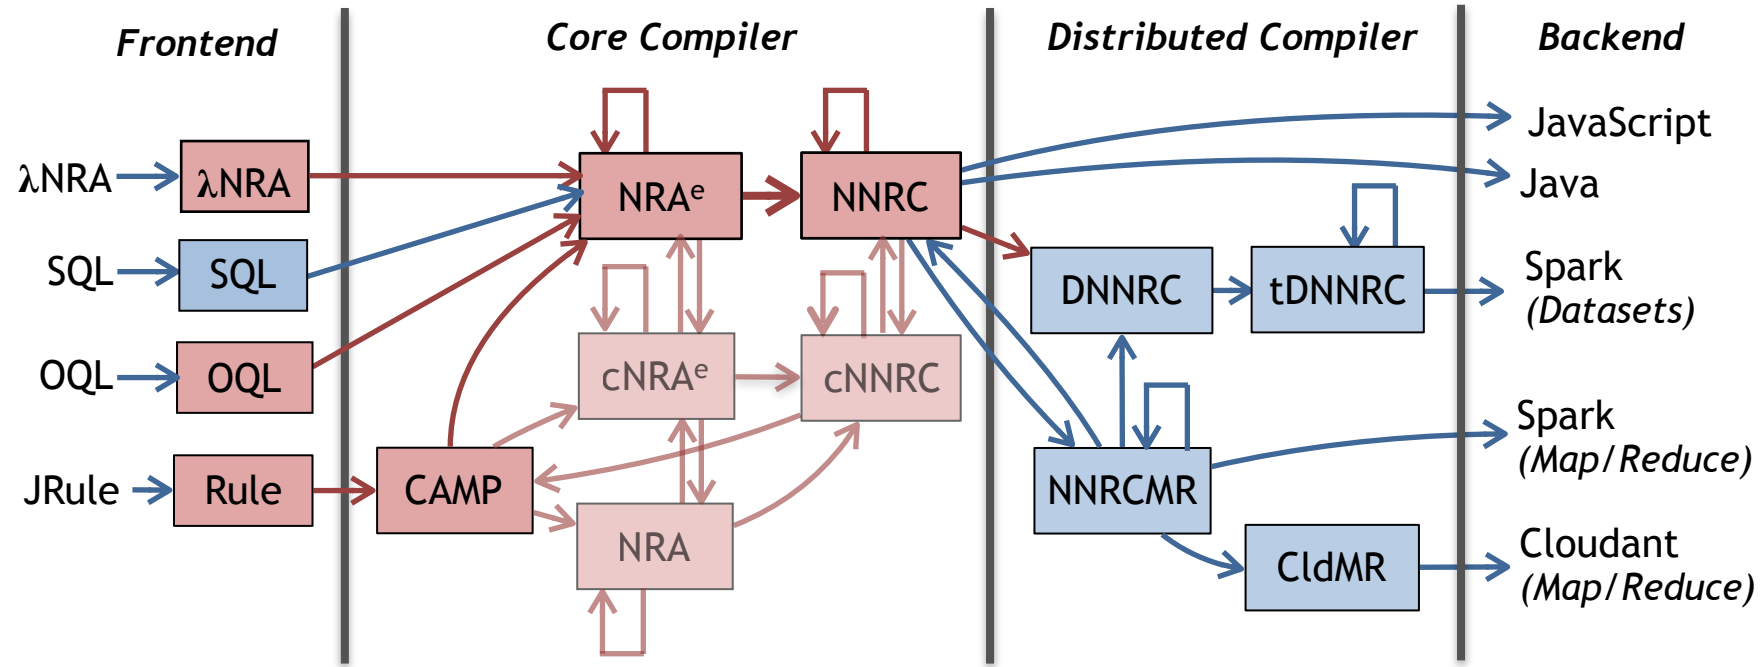 Frontend
Core Compiler
Distributed Compiler
Backend
λNRA
λNRA
NRAᵉ
NNRC
JavaScript
Java
SQL
SQL
DNNRC
tDNNRC
Spark
(Datasets)
OQL
OQL
cNRAᵉ
cNNRC
Spark
(Map/Reduce)
JRule
Rule
CAMP
NRA
NNRCMR
CldMR
Cloudant
(Map/Reduce)